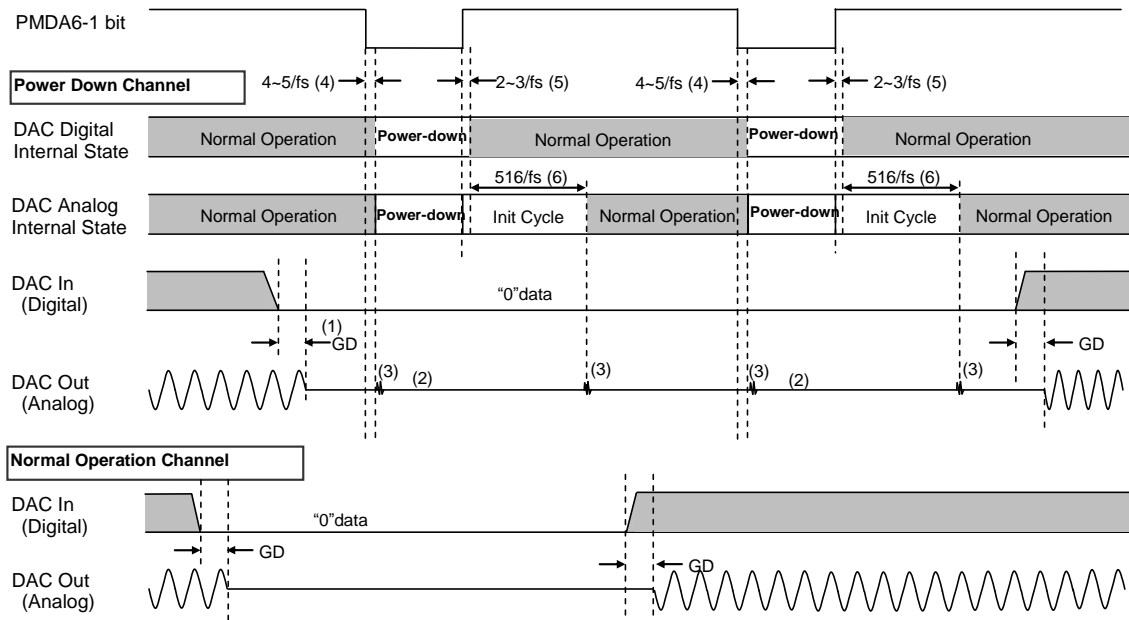 PMDA6-1 bit
4~5/fs (4) 2~3/fs (5) 4~5/fs (4) 2~3/fs (5)
Power Down Channel
DAC Digital
Internal State
Normal Operation Power-down Normal Operation Power-down Normal Operation
516/fs (6) 516/fs (6)
DAC Analog
Internal State
Normal Operation Power-down Init Cycle Normal Operation Power-down Init Cycle Normal Operation
DAC In
(Digital)
“0”data
(1)
GD GD
DAC Out
(Analog)
(3) (2) (3) (3) (2) (3)
Normal Operation Channel
DAC In
(Digital)
“0”data
GD GD
DAC Out
(Analog)